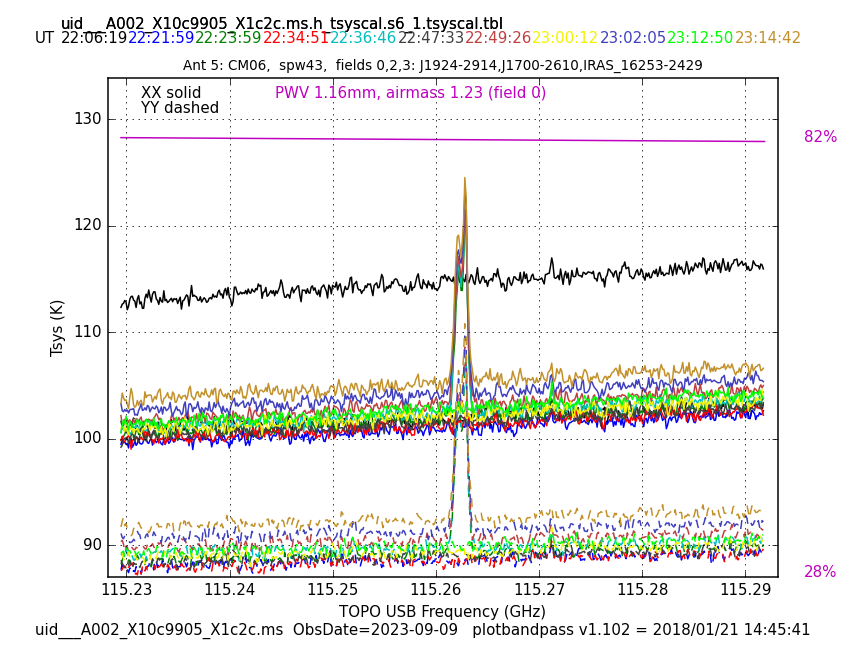 uid___A002_X10c9905_X1c2c.ms.h_tsyscal.s6_1.tsyscal.tbl
UT 22:06:19 22:21:59 22:23:59 22:34:51 22:36:46 22:47:33 22:49:26 23:00:12 23:02:05 23:12:50 23:14:42
Ant 5: CM06,  spw43,  fields 0,2,3: J1924-2914,J1700-2610,IRAS_16253-2429
XX solid
PWV 1.16mm, airmass 1.23 (field 0)
YY dashed
130
82%
120
110
100
90
28%
Tsys (K)
115.23 115.24 115.25 115.26 115.27 115.28 115.29
TOPO USB Frequency (GHz)
uid___A002_X10c9905_X1c2c.ms  ObsDate=2023-09-09   plotbandpass v1.102 = 2018/01/21 14:45:41